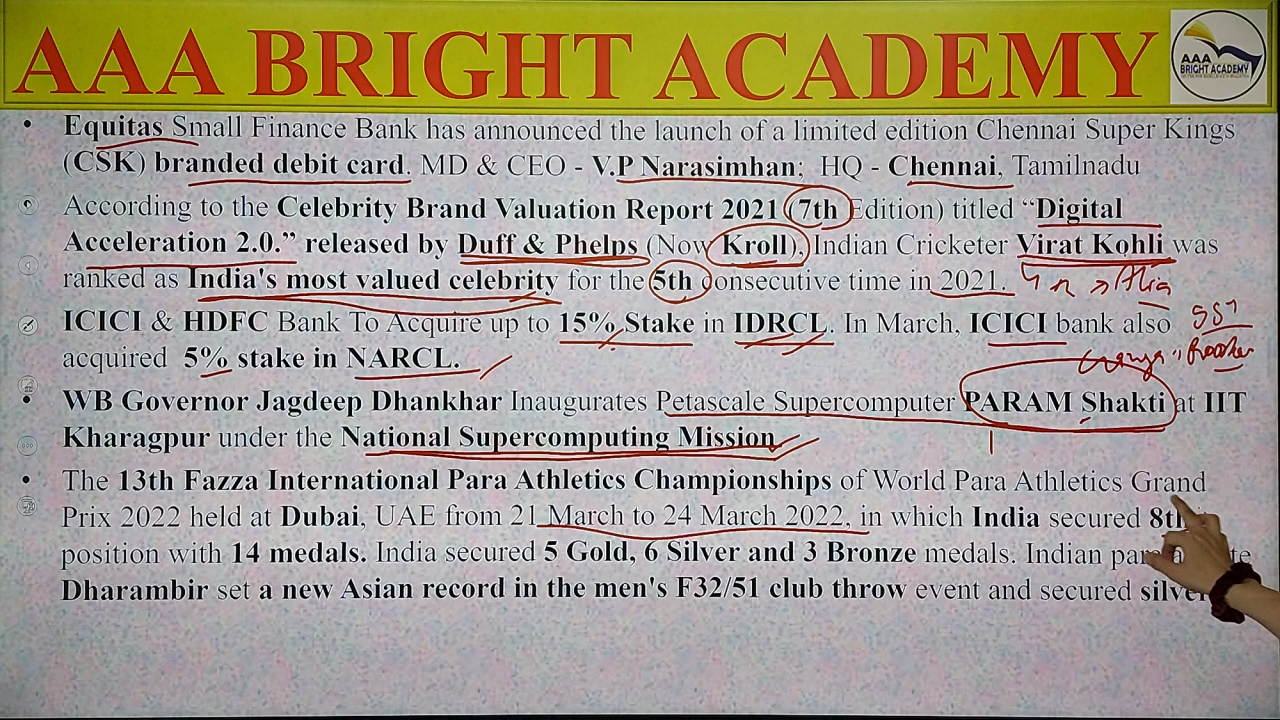 AAA BRIGHT ACADEMY
AAA
BRIGHT ACADEMY
• Equitas Small Finance Bank has announced the launch of a limited edition Chennai Super Kings
(CSK) branded debit card. MD & CEO - V.P Narasimhan; HQ - Chennai, Tamilnadu
According to the Celebrity Brand Valuation Report 2021 (7th Edition) titled “Digital
Acceleration 2.0.” released by Duff & Phelps (Now Kroll), Indian Cricketer Virat Kohli was
ranked as India's most valued celebrity for the 5th consecutive time in 2021.
Alia
ICICI & HDFC Bank To Acquire up to 15% Stake in IDRCL. In March, ICICI bank also
acquired 5% stake in NARCL.
• WB Governor Jagdeep Dhankhar Inaugurates Petascale Supercomputer PARAM Shakti at IIT
Kharagpur under the National Supercomputing Mission
• The 13th Fazza International Para Athletics Championships of World Para Athletics Grand
Prix 2022 held at Dubai, UAE from 21 March to 24 March 2022, in which India secured 8th
position with 14 medals. India secured 5 Gold, 6 Silver and 3 Bronze medals. Indian
Dharambir set a new Asian record in the men's F32/51 club throw event and secured silver